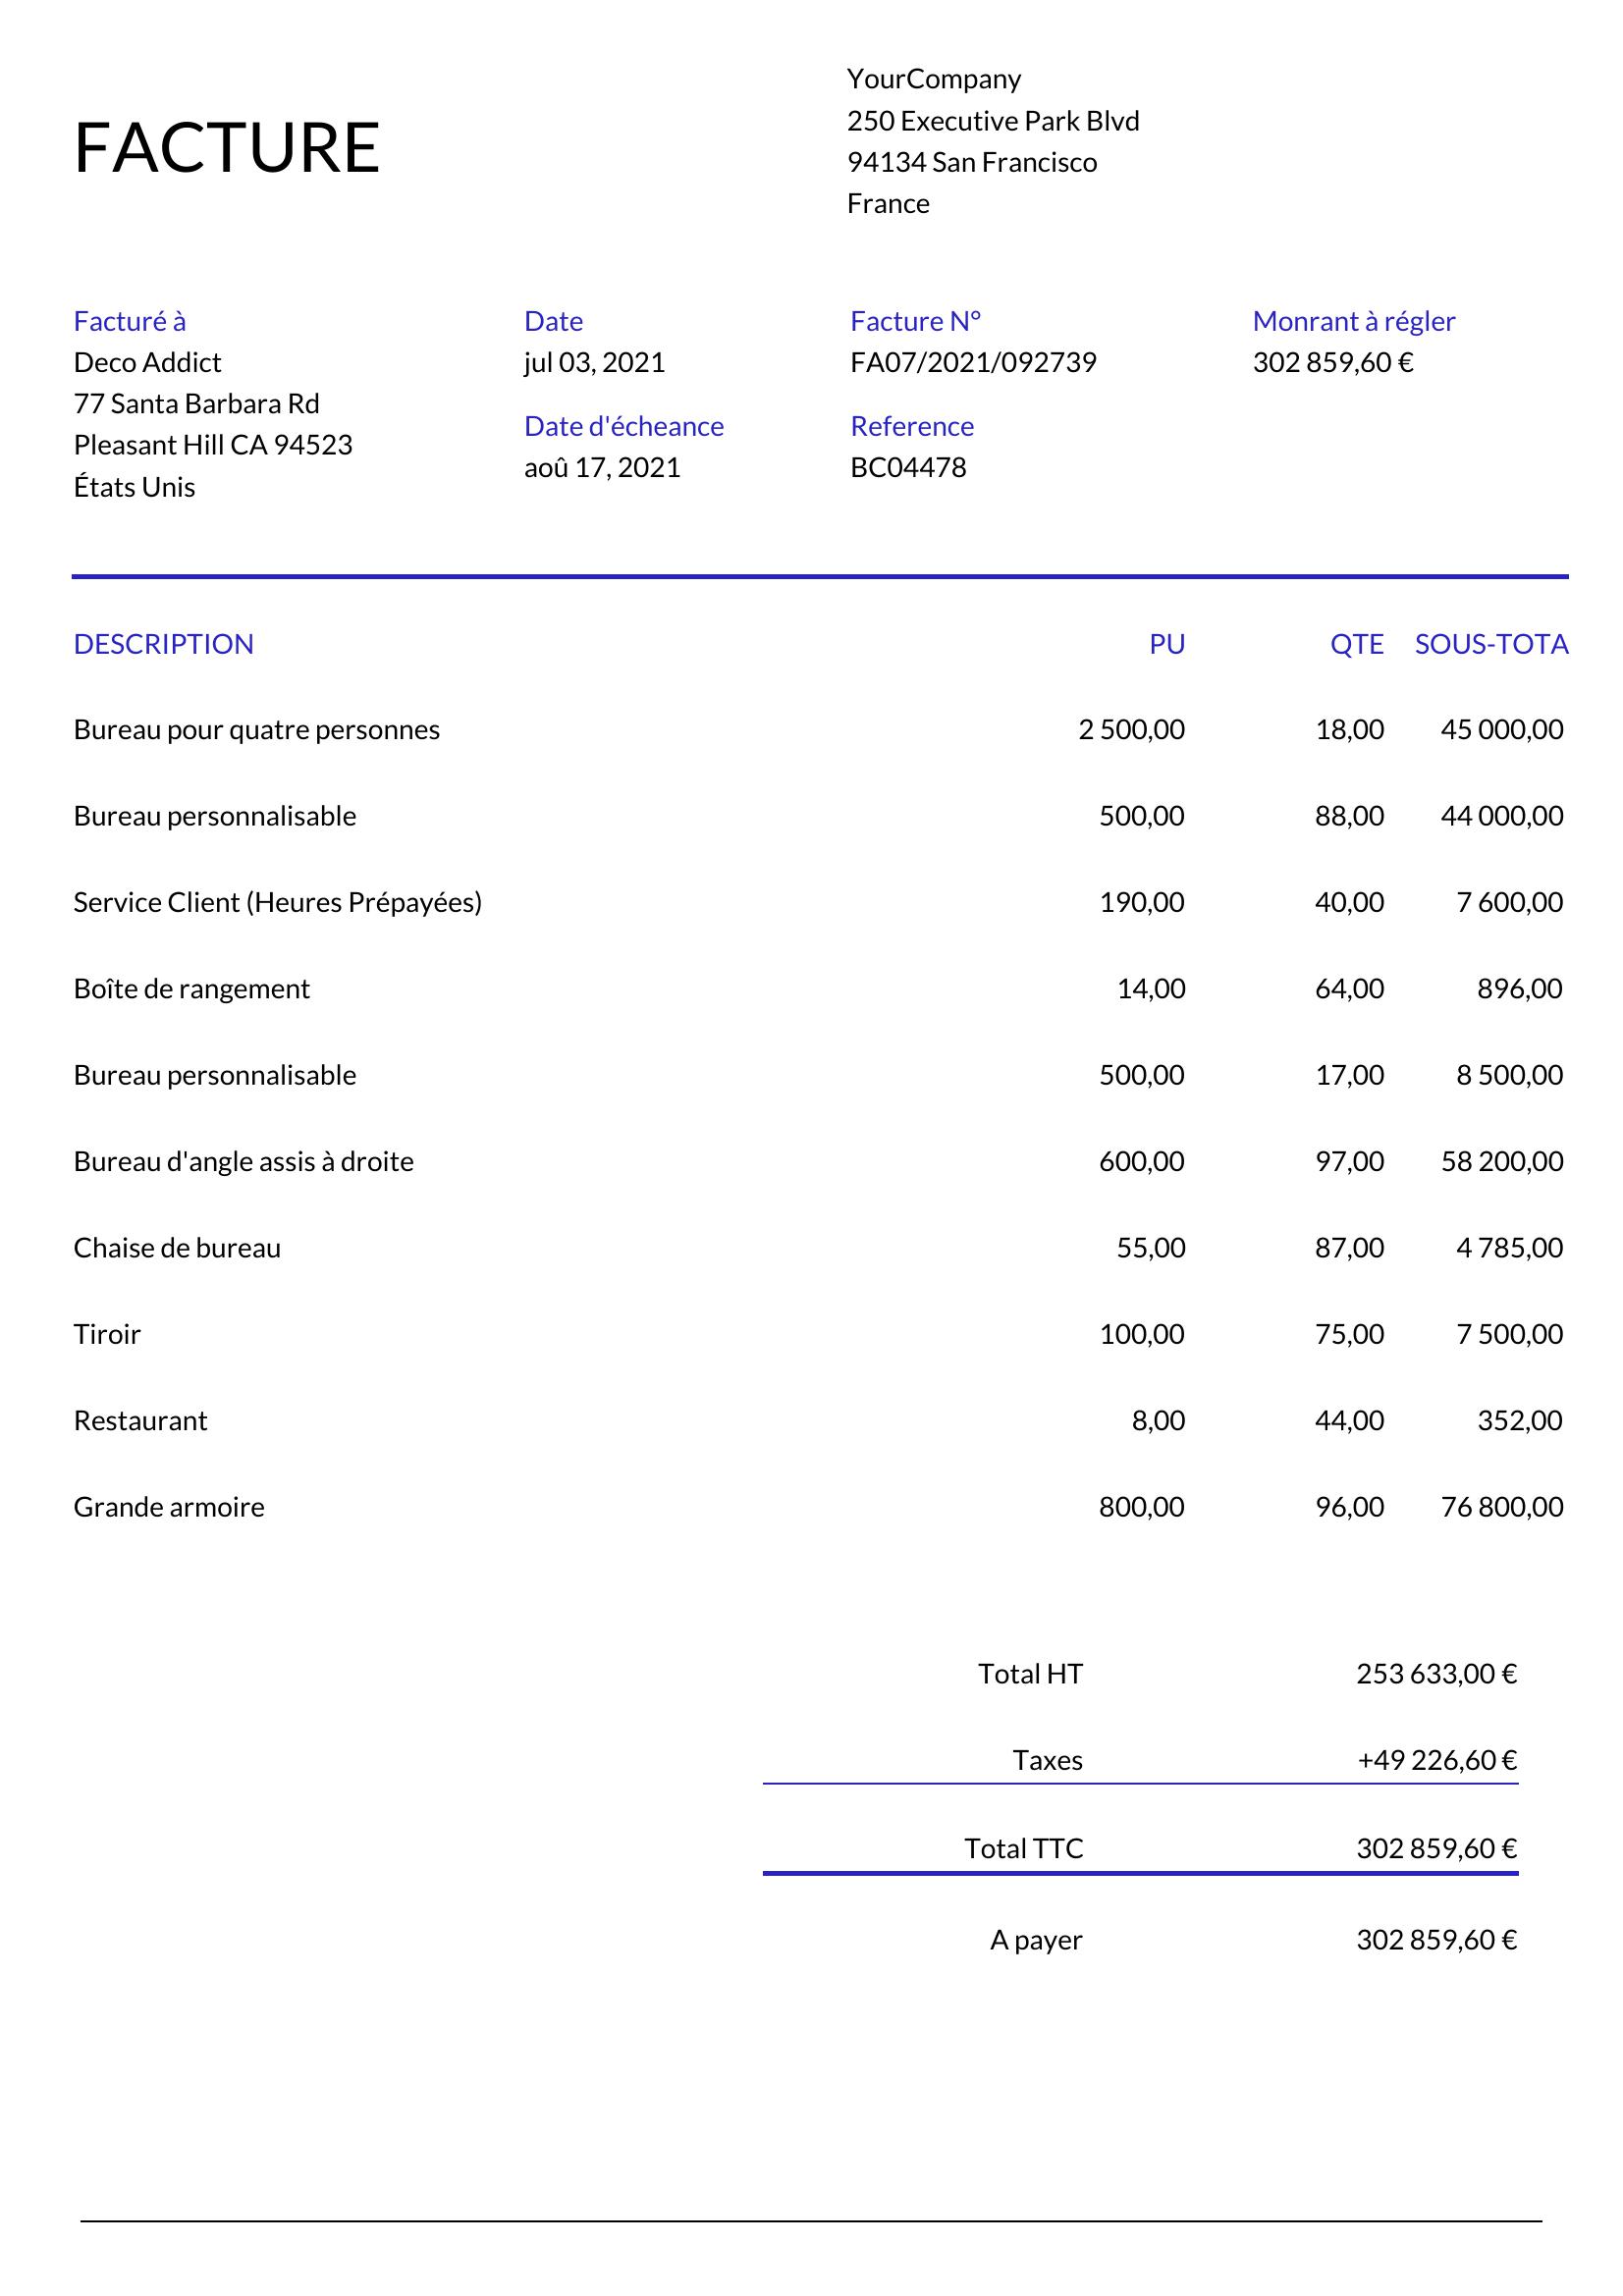 YourCompany
250 Executive Park Blvd
94134 San Francisco
France
FACTURE
Facturé à
Deco Addict
77 Santa Barbara Rd
Pleasant Hill CA 94523
États Unis
Date
jul 03, 2021
Date d'écheance
aoû 17, 2021
Facture N°
FA07/2021/092739
Reference
BC04478
Monrant à régler
302 859,60 €
DESCRIPTION PU QTE SOUS-TOTA
Bureau pour quatre personnes 2 500,00 18,00 45 000,00
Bureau personnalisable 500,00 88,00 44 000,00
Service Client (Heures Prépayées) 190,00 40,00 7 600,00
Boîte de rangement 14,00 64,00 896,00
Bureau personnalisable 500,00 17,00 8 500,00
Bureau d'angle assis à droite 600,00 97,00 58 200,00
Chaise de bureau 55,00 87,00 4 785,00
Tiroir 100,00 75,00 7 500,00
Restaurant 8,00 44,00 352,00
Grande armoire 800,00 96,00 76 800,00
Total HT 253 633,00 €
Taxes +49 226,60 €
Total TTC 302 859,60 €
A payer 302 859,60 €